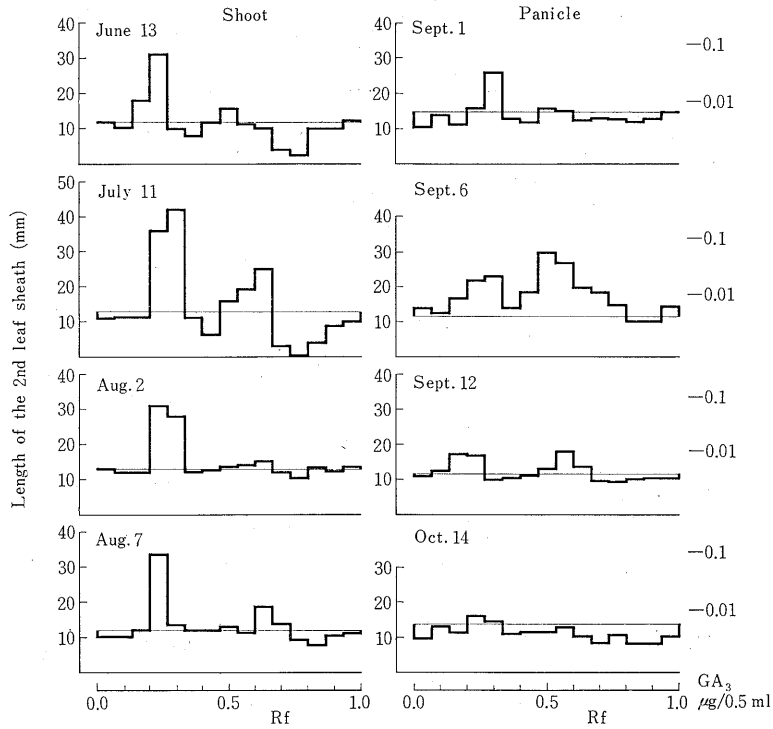 Shoot
Panicle
Length of the 2nd leaf sheath (mm)
June 13
40
30
20
10
Sept. 1
40
30
20
10
—0.1
—0.01
July 11
50
40
30
20
10
Sept. 6
40
30
20
10
—0.1
—0.01
Aug. 2
40
30
20
10
Sept. 12
40
30
20
10
—0.1
—0.01
Aug. 7
40
30
20
10
Oct. 14
30
20
10
—0.1
—0.01
0.0 0.5 1.0
Rf
0.0 0.5 1.0
Rf
GA3
μg/0.5 ml